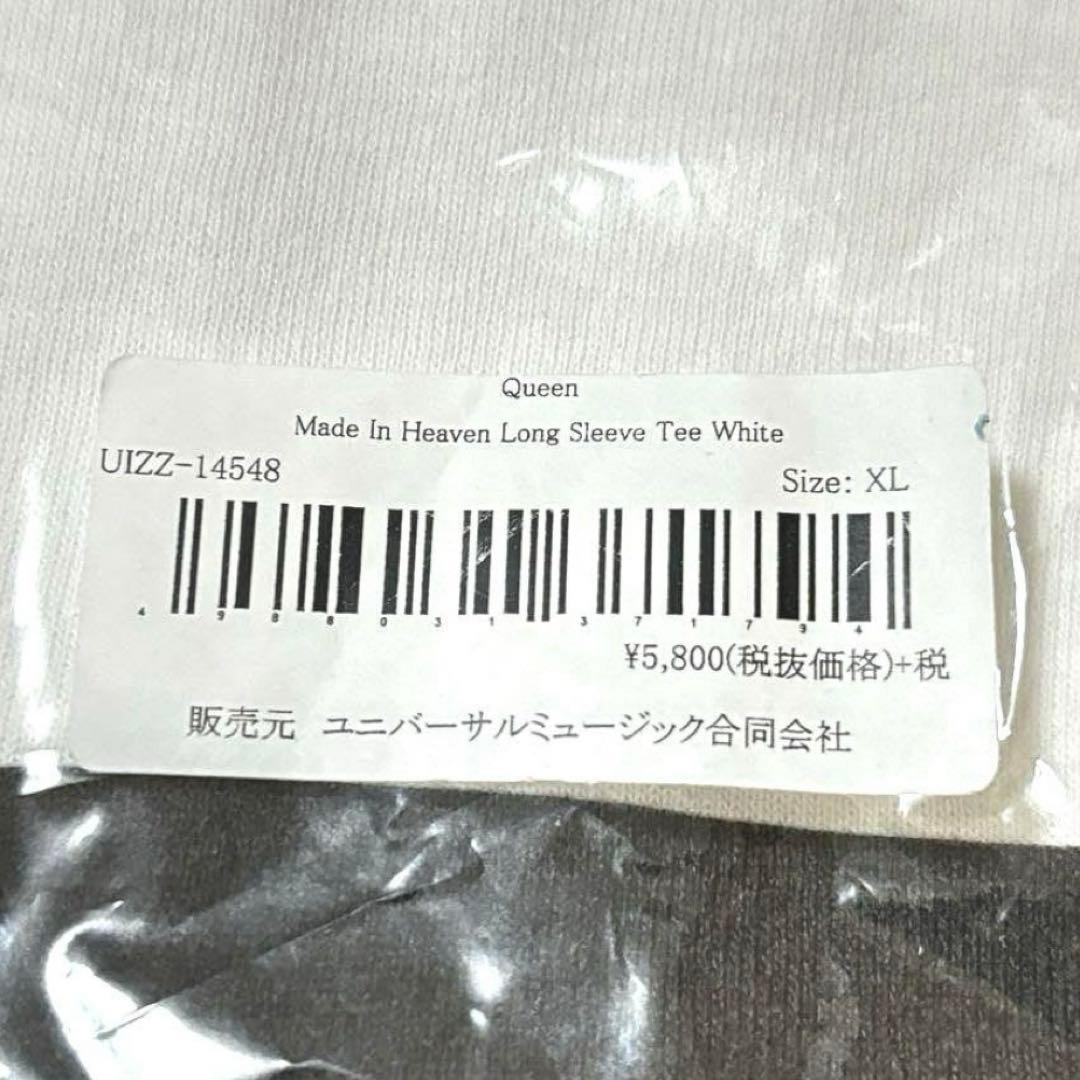 Queen
Made In Heaven Long Sleeve Tee White
UIZZ-14548
Size: XL
4988031371794
¥5,800(税抜価格)+税
販売元 ユニバーサルミュージック合同会社